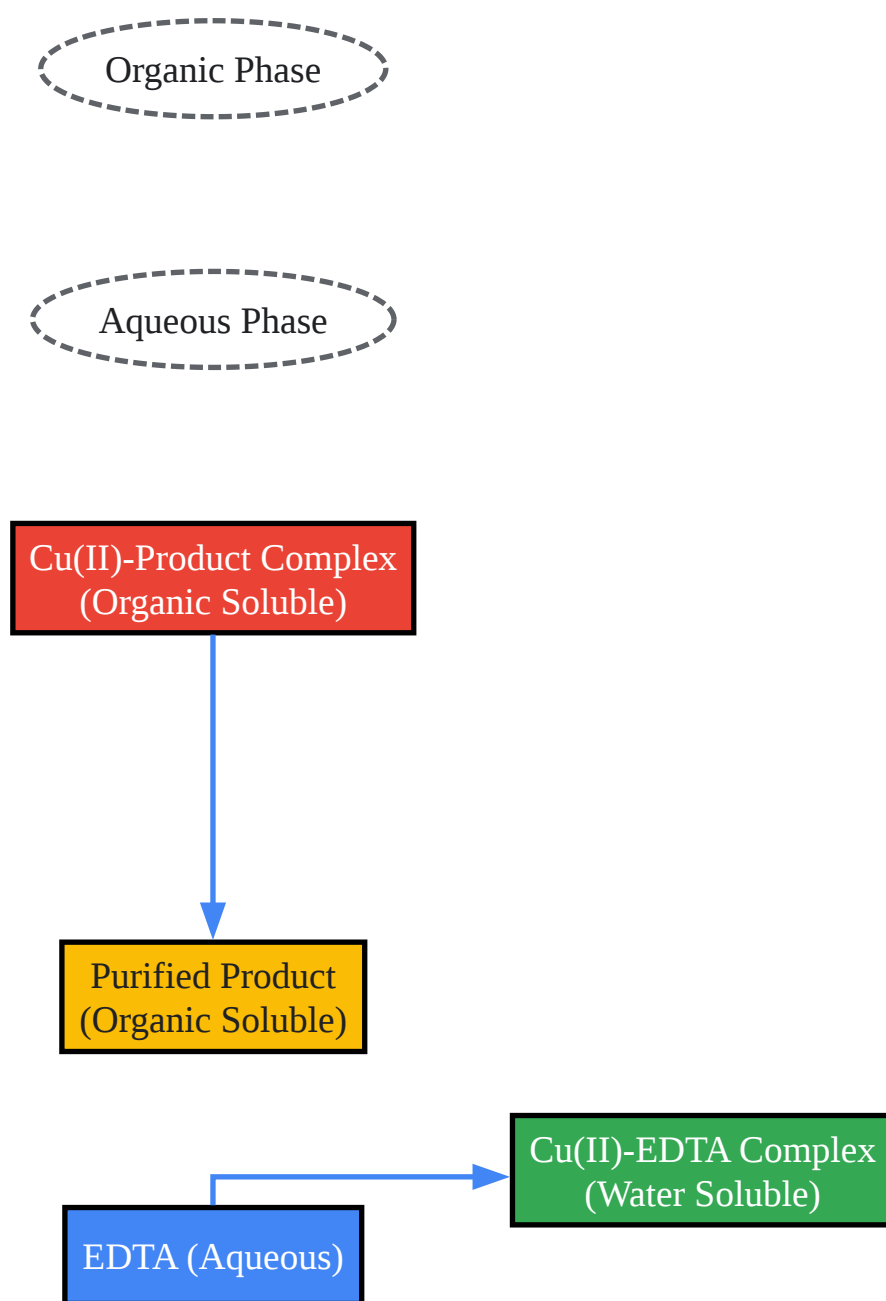 Organic Phase
Aqueous Phase
Cu(II)-Product Complex
(Organic Soluble)
Purified Product
(Organic Soluble)
Cu(II)-EDTA Complex
(Water Soluble)
EDTA (Aqueous)